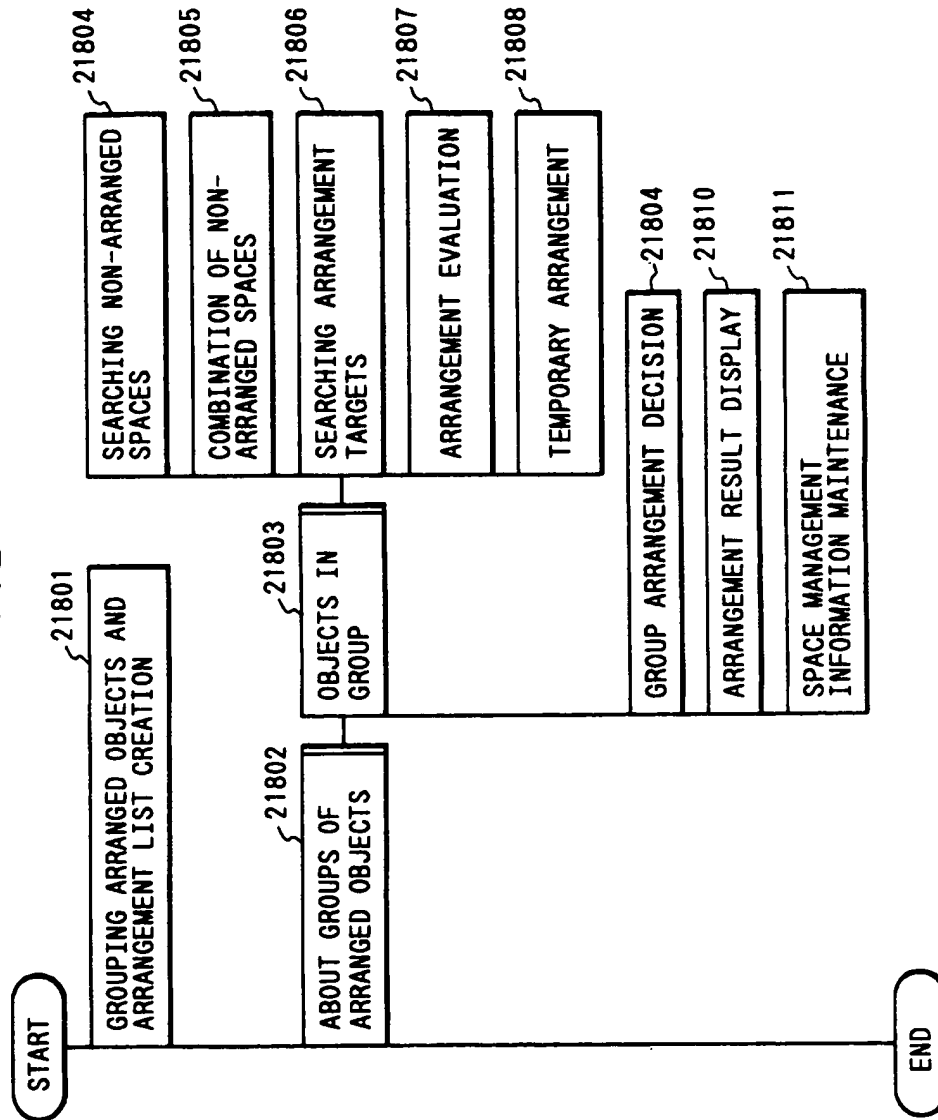 START
21801
GROUPING ARRANGED OBJECTS AND
ARRANGEMENT LIST CREATION
21802
ABOUT GROUPS OF
ARRANGED OBJECTS
21803
OBJECTS IN
GROUP
21804
SEARCHING NON-ARRANGED
SPACES
21805
COMBINATION OF NON-
ARRANGED SPACES
21806
SEARCHING ARRANGEMENT
TARGETS
21807
ARRANGEMENT EVALUATION
21808
TEMPORARY ARRANGEMENT
21804
GROUP ARRANGEMENT DECISION
21810
ARRANGEMENT RESULT DISPLAY
21811
SPACE MANAGEMENT
INFORMATION MAINTENANCE
END